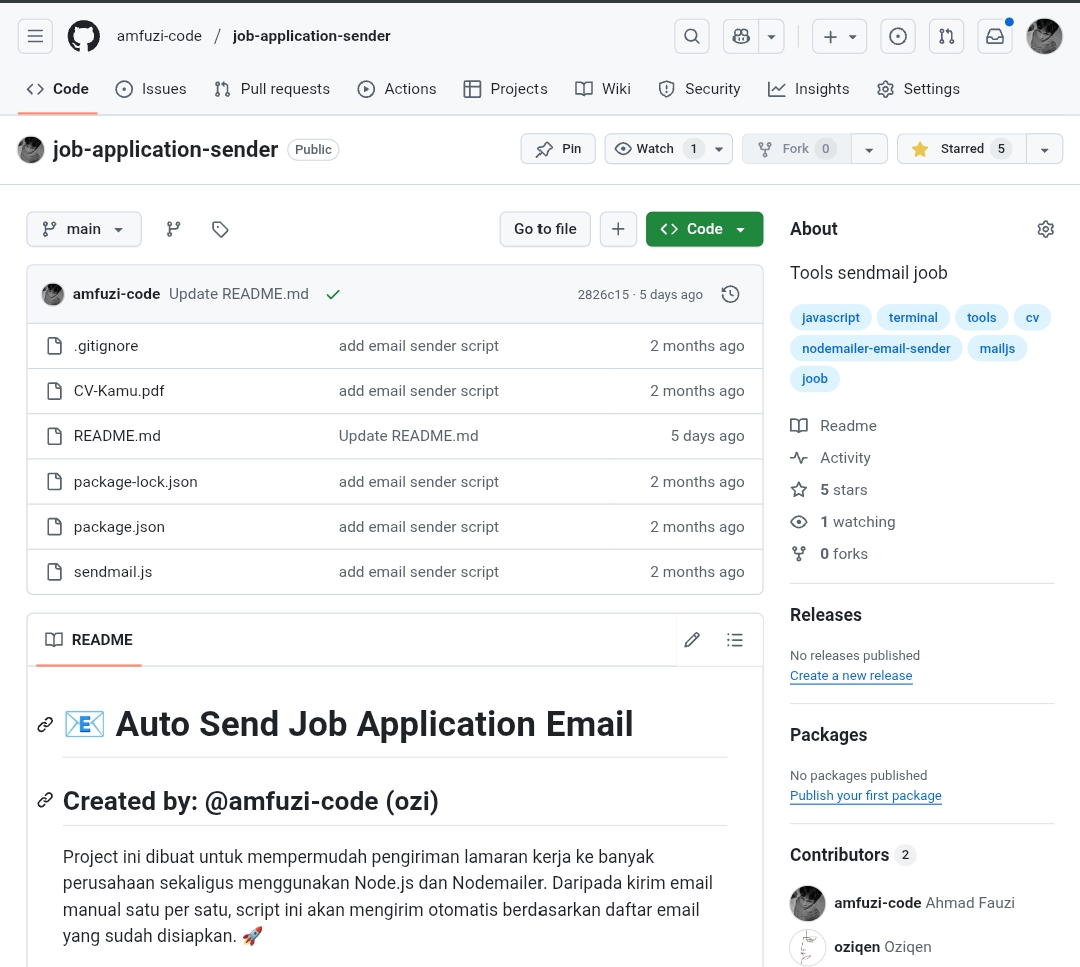 amfuzi-code / job-application-sender
Code Issues Pull requests Actions Projects Wiki Security Insights Settings
job-application-sender Public Pin Watch 1 Fork 0 Starred 5
main Go to file Code
amfuzi-code Update README.md 2826c15 · 5 days ago
.gitignore add email sender script 2 months ago
CV-Kamu.pdf add email sender script 2 months ago
README.md Update README.md 5 days ago
package-lock.json add email sender script 2 months ago
package.json add email sender script 2 months ago
sendmail.js add email sender script 2 months ago
README
📧 Auto Send Job Application Email
Created by: @amfuzi-code (ozi)
Project ini dibuat untuk mempermudah pengiriman lamaran kerja ke banyak
perusahaan sekaligus menggunakan Node.js dan Nodemailer. Daripada kirim email
manual satu per satu, script ini akan mengirim otomatis berdasarkan daftar email
yang sudah disiapkan. 🚀
About
Tools sendmail joob
javascript terminal tools cv
nodemailer-email-sender mailjs
joob
Readme
Activity
5 stars
1 watching
0 forks
Releases
No releases published
Create a new release
Packages
No packages published
Publish your first package
Contributors 2
amfuzi-code Ahmad Fauzi
oziqen Oziqen